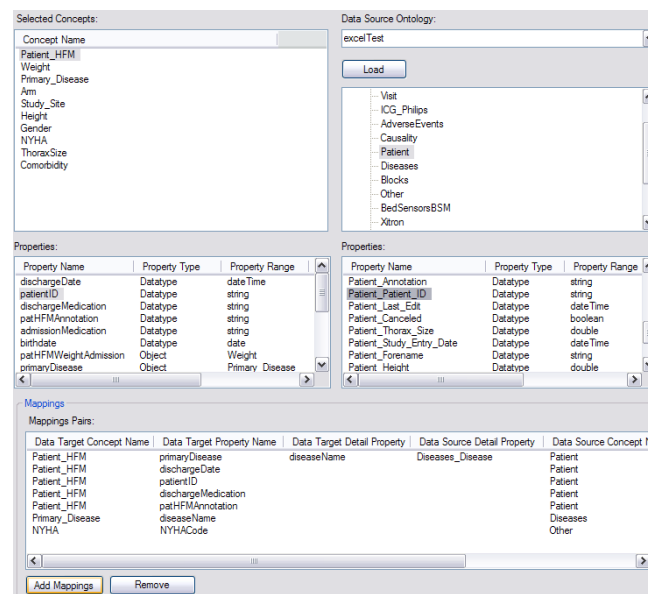 Selected Concepts:
Concept Name
Patient_HFM
Weight
Primary_Disease
Arm
Study_Site
Height
Gender
NYHA
ThoraxSize
Comorbidity
Data Source Ontology:
excelTest
Load
Visit
ICG_Philips
AdverseEvents
Causality
Patient
Diseases
Blocks
Other
BedSensorsBSM
Xitron
Properties:
Property Name Property Type Property Range
dischargeDate Datatype dateTime
patientID Datatype string
dischargeMedication Datatype string
patHFMAnnotation Datatype string
admissionMedication Datatype string
birthdate Datatype date
patHFMWeightAdmission Object Weight
primaryDisease Object Primary_Disease
Properties:
Property Name Property Type Property Range
Patient_Annotation Datatype string
Patient_Patient_ID Datatype string
Patient_Last_Edit Datatype dateTime
Patient_Canceled Datatype boolean
Patient_Thorax_Size Datatype double
Patient_Study_Entry_Date Datatype dateTime
Patient_Forename Datatype string
Patient_Height Datatype double
Mappings
Mappings Pairs:
Data Target Concept Name Data Target Property Name Data Target Detail Property Data Source Detail Property Data Source Concept
Patient_HFM primaryDisease diseaseName Diseases_Disease Patient
Patient_HFM dischargeDate Patient
Patient_HFM patientID Patient
Patient_HFM dischargeMedication Patient
Patient_HFM patHFMAnnotation Patient
Primary_Disease diseaseName Diseases
NYHA NYHACode Other
Add Mappings Remove